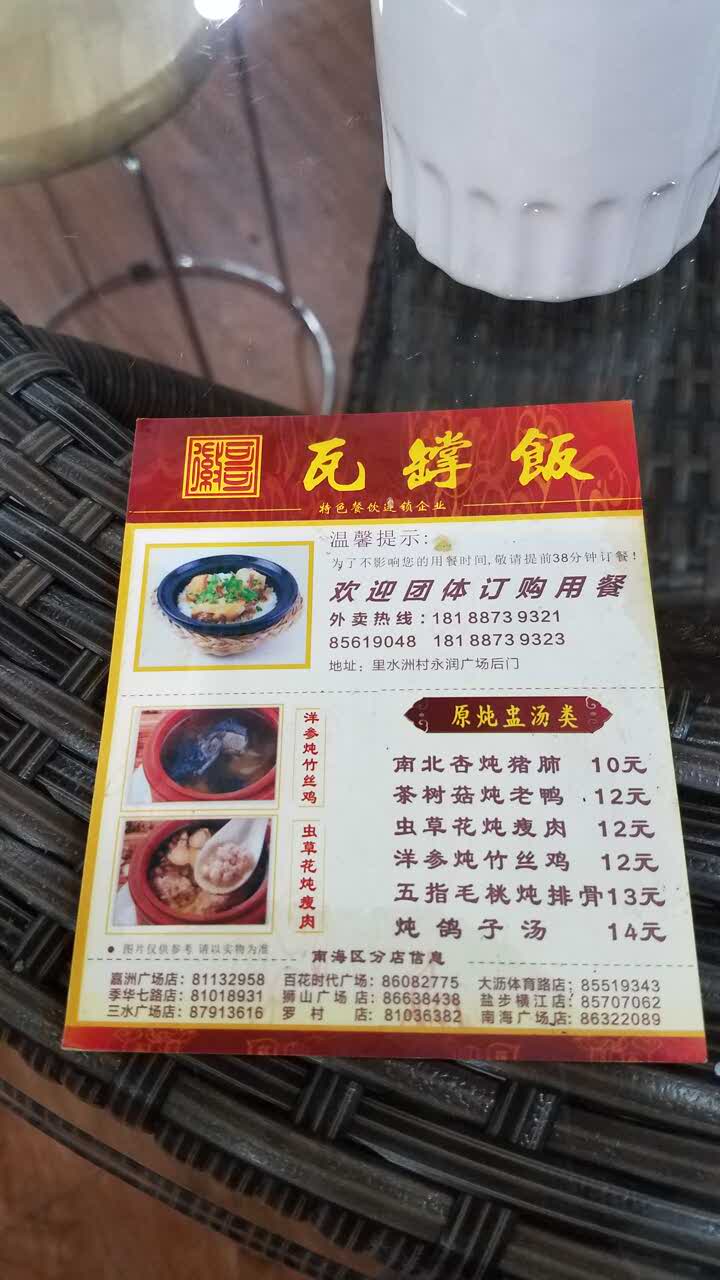 瓦罉飯
特色餐饮连锁企业
温馨提示:
为了不影响您的用餐时间,敬请提前38分钟订餐!
欢迎团体订购用餐
外卖热线:181 8873 9321
85619048 181 8873 9323
地址: 里水洲村永润广场后门
原炖盅汤类
洋参炖竹丝鸡
虫草花炖瘦肉
南北杏炖猪肺 10元
茶树菇炖老鸭 12元
虫草花炖瘦肉 12元
洋参炖竹丝鸡 12元
五指毛桃炖排骨13元
炖鸽子汤 14元
● 图片仅供参考 请以实物为准
南海区分店信息
嘉洲广场店: 81132958 百花时代广场: 86082775 大沥体育路店: 85519343
季华七路店: 81018931 狮山广场店: 86638438 盐步横江店: 85707062
三水广场店: 87913616 罗村店: 81036382 南海广场店: 86322089